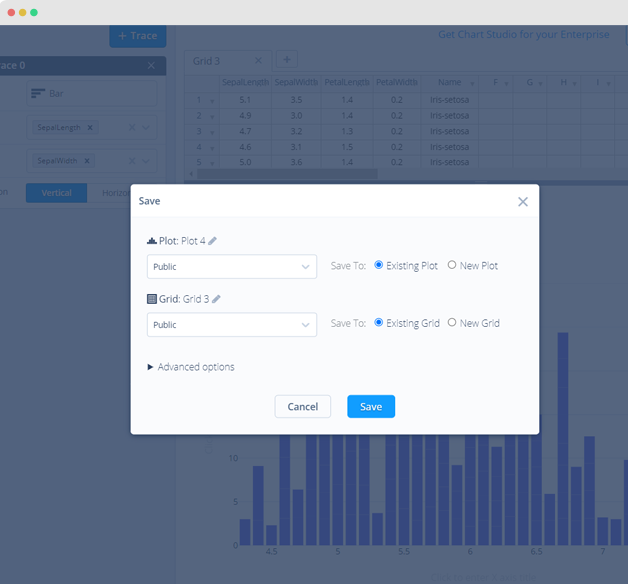 + Trace
Get Chart Studio for your Enterprise
race 0
Grid 3
+
SepalLength SepalWidth PetalLength PetalWidth Name F G H I
Bar
1 5.1 3.5 1.4 0.2 Iris-setosa
2 4.9 3.0 1.4 0.2 Iris-setosa
SepalLength
3 4.7 3.2 1.3 0.2 Iris-setosa
4 4.6 3.1 1.5 0.2 Iris-setosa
SepalWidth
5 5.0 3.6 1.4 0.2 Iris-setosa
on Vertical Horizon
Save
Plot: Plot 4
Public Save To: Existing Plot New Plot
Grid: Grid 3
Public Save To: Existing Grid New Grid
Advanced options
Cancel Save
10
5
0
4.5 5 5.5 6 6.5 7